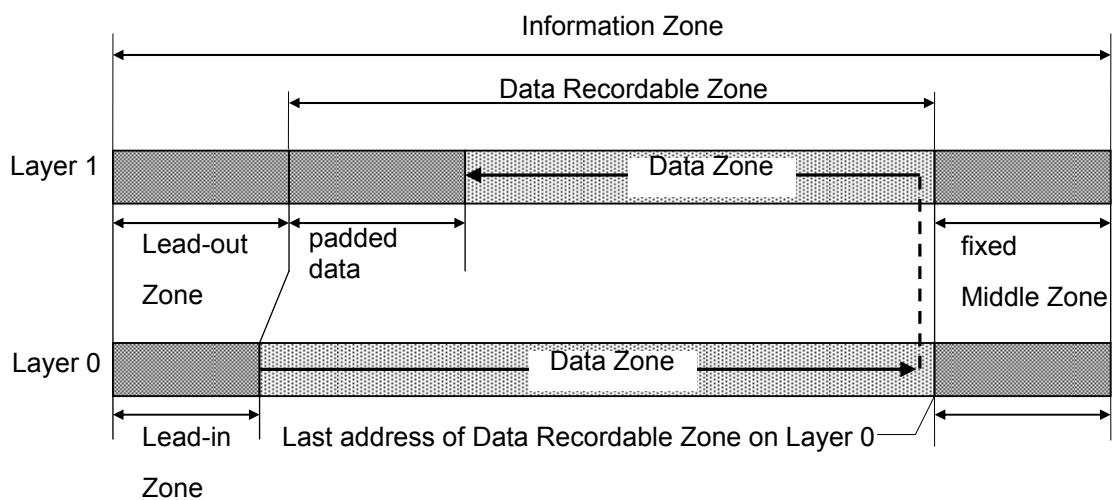 Information Zone
Data Recordable Zone
Layer 1
Data Zone
Lead-out
Zone
padded
data
fixed
Middle Zone
Layer 0
Data Zone
Lead-in
Zone
Last address of Data Recordable Zone on Layer 0